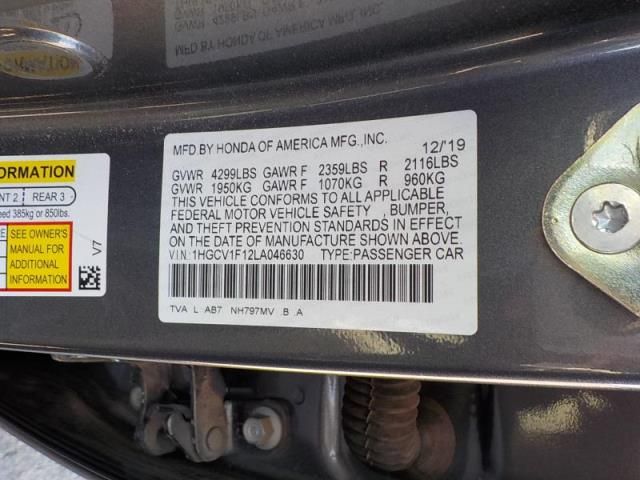 MFD BY HONDA OF AMERICA MFG.,INC. 12/'19
GVWR 4299LBS GAWR F 2359LBS R 2116LBS
GVWR 1950KG GAWR F 1070KG R 960KG
THIS VEHICLE CONFORMS TO ALL APPLICABLE
FEDERAL MOTOR VEHICLE SAFETY , BUMPER,
AND THEFT PREVENTION STANDARDS IN EFFECT
ON THE DATE OF MANUFACTURE SHOWN ABOVE.
VIN:1HGCV1F12LA046630 TYPE:PASSENGER CAR
TVA L AB7 NH797MV .B .A
FORMATION
NT 2 REAR 3
eed 385kg or 850lbs.
SEE OWNER'S
MANUAL FOR
ADDITIONAL
INFORMATION
V7